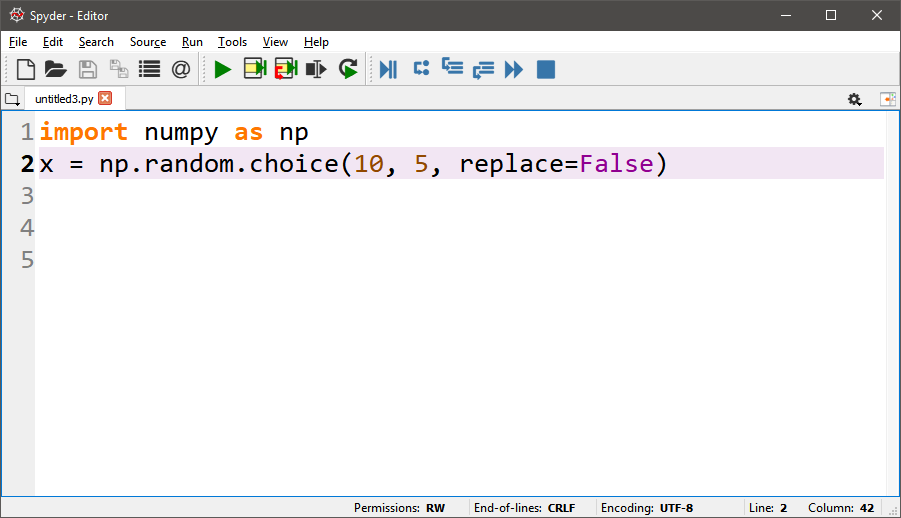 Spyder - Editor
File Edit Search Source Run Tools View Help
@
untitled3.py
1 import numpy as np
2 x = np.random.choice(10, 5, replace=False)
3
4
5
Permissions: RW End-of-lines: CRLF Encoding: UTF-8 Line: 2 Column: 42